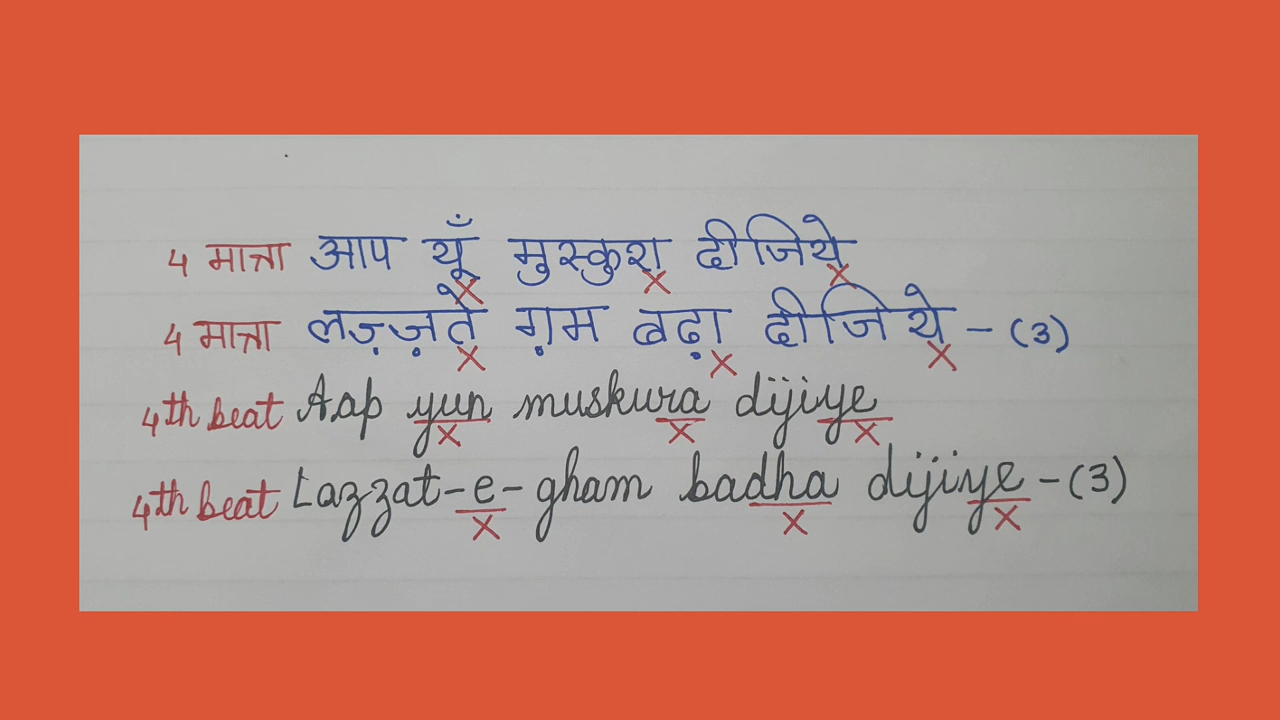 4 मात्रा आप यूँ मुस्कुरा दीजिये
x x x
4 मात्रा लज़्ज़ते ग़म बढ़ा दीजिये - (3)
x x x
4th beat Aap yun muskura dijiye
x x x
4th beat Lazzat-e-gham badha dijiye - (3)
x x x